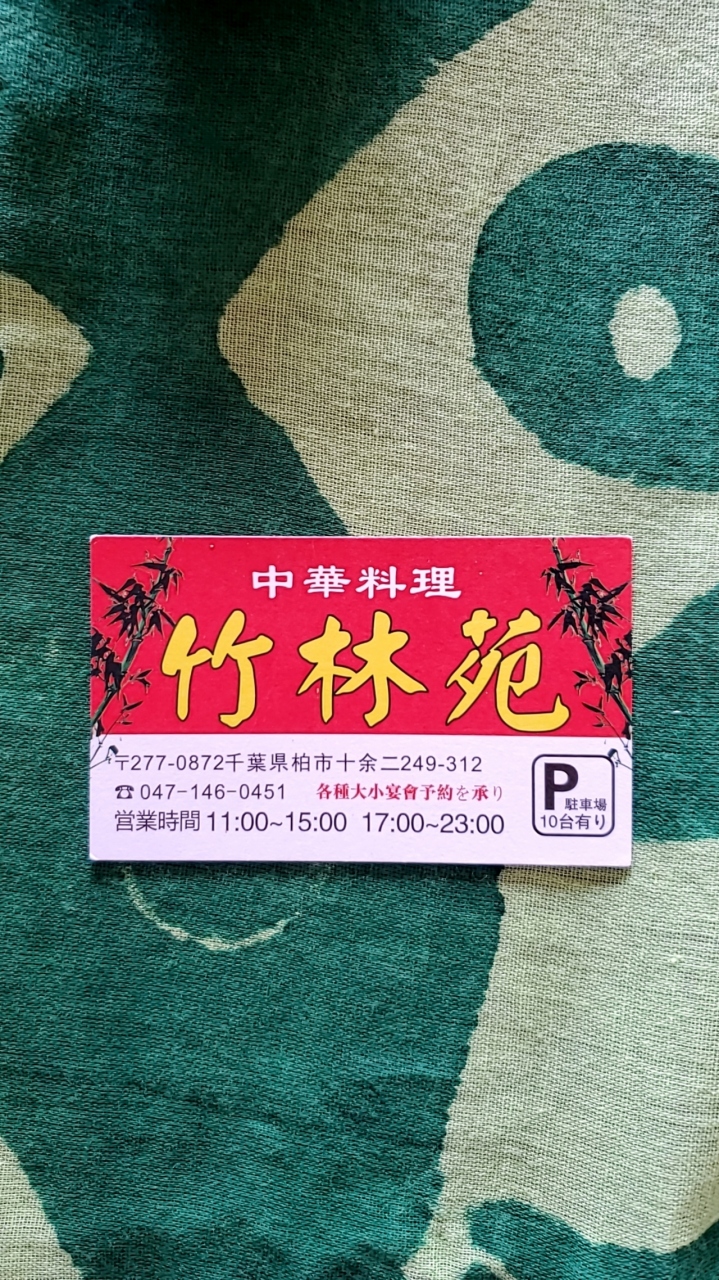 中華料理
竹林苑
〒277-0872千葉県柏市十余二249-312
☎ 047-146-0451 各種大小宴會予約を承り
営業時間 11:00~15:00 17:00~23:00
P 駐車場
10台有り